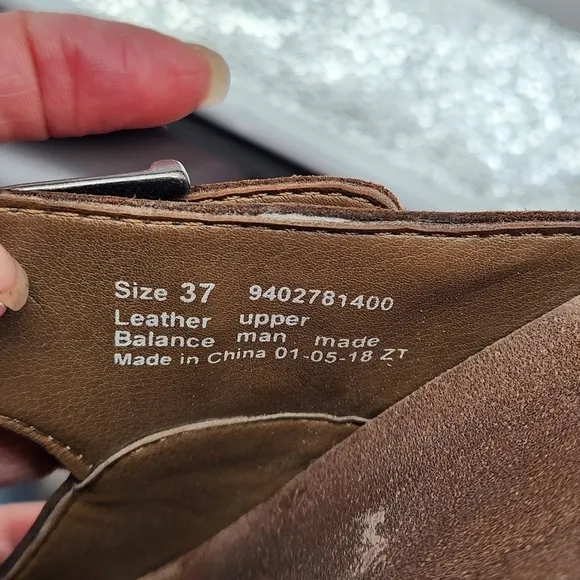 Size 37 9402781400
Leather upper
Balance man made
Made in China 01-05-18 ZT